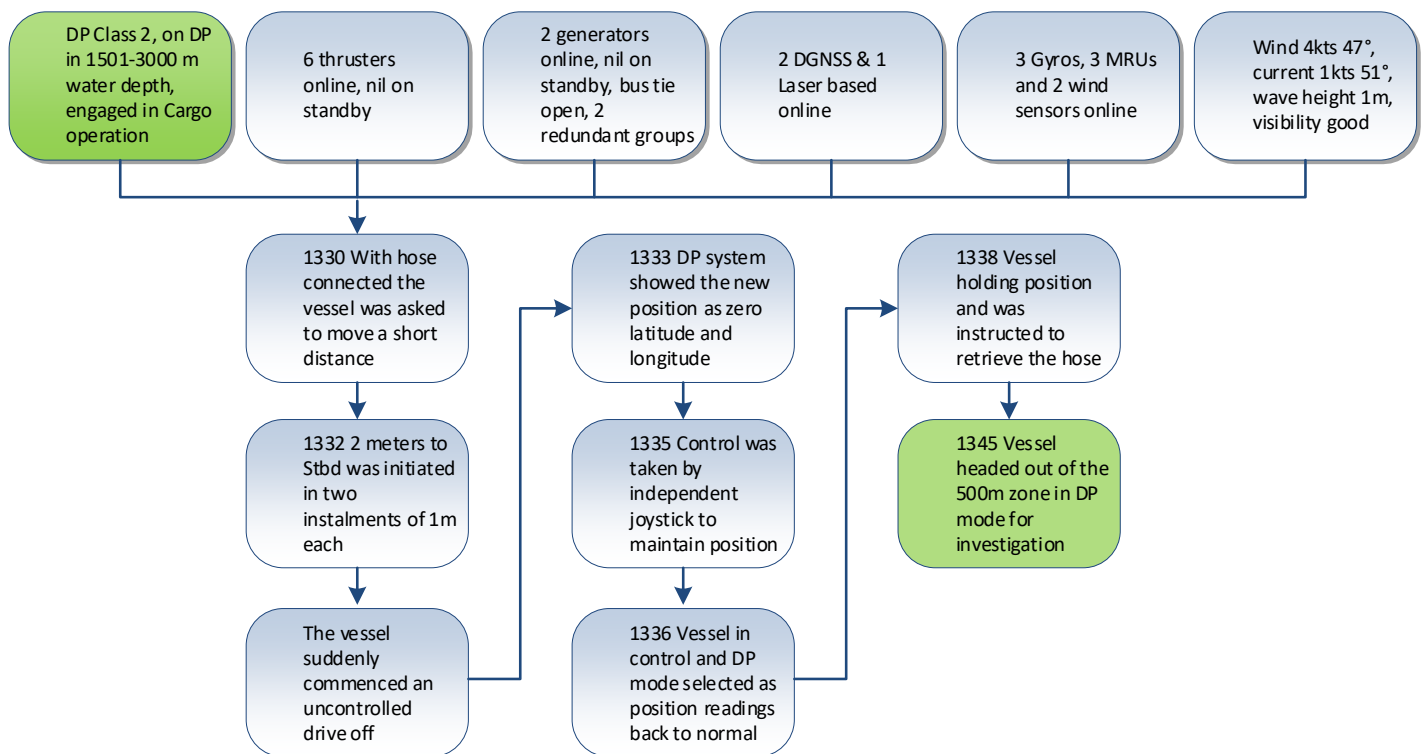 DP Class 2, on DP
in 1501-3000 m
water depth,
engaged in Cargo
operation
6 thrusters
online, nil on
standby
2 generators
online, nil on
standby, bus tie
open, 2
redundant groups
2 DGNSS & 1
Laser based
online
3 Gyros, 3 MRUs
and 2 wind
sensors online
Wind 4kts 47°,
current 1kts 51°,
wave height 1m,
visibility good
1330 With hose
connected the
vessel was asked
to move a short
distance
1332 2 meters to
Stbd was initiated
in two
instalments of 1m
each
The vessel
suddenly
commenced an
uncontrolled
drive off
1333 DP system
showed the new
position as zero
latitude and
longitude
1335 Control was
taken by
independent
joystick to
maintain position
1336 Vessel in
control and DP
mode selected as
position readings
back to normal
1338 Vessel
holding position
and was
instructed to
retrieve the hose
1345 Vessel
headed out of the
500m zone in DP
mode for
investigation